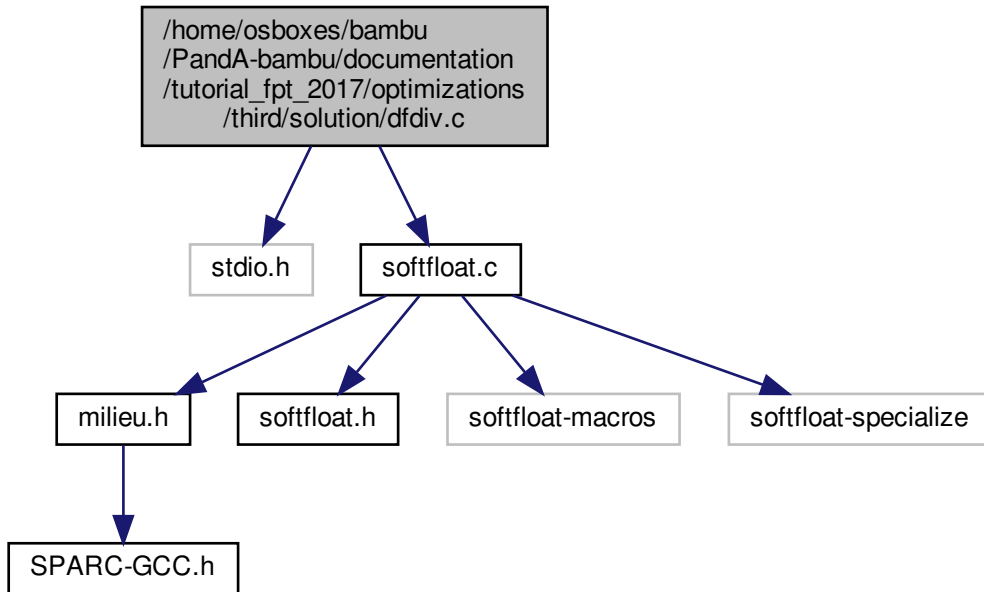 /home/osboxes/bambu
/PandA-bambu/documentation
/tutorial_fpt_2017/optimizations
/third/solution/dfdiv.c
stdio.h
softfloat.c
milieu.h
softfloat.h
softfloat-macros
softfloat-specialize
SPARC-GCC.h